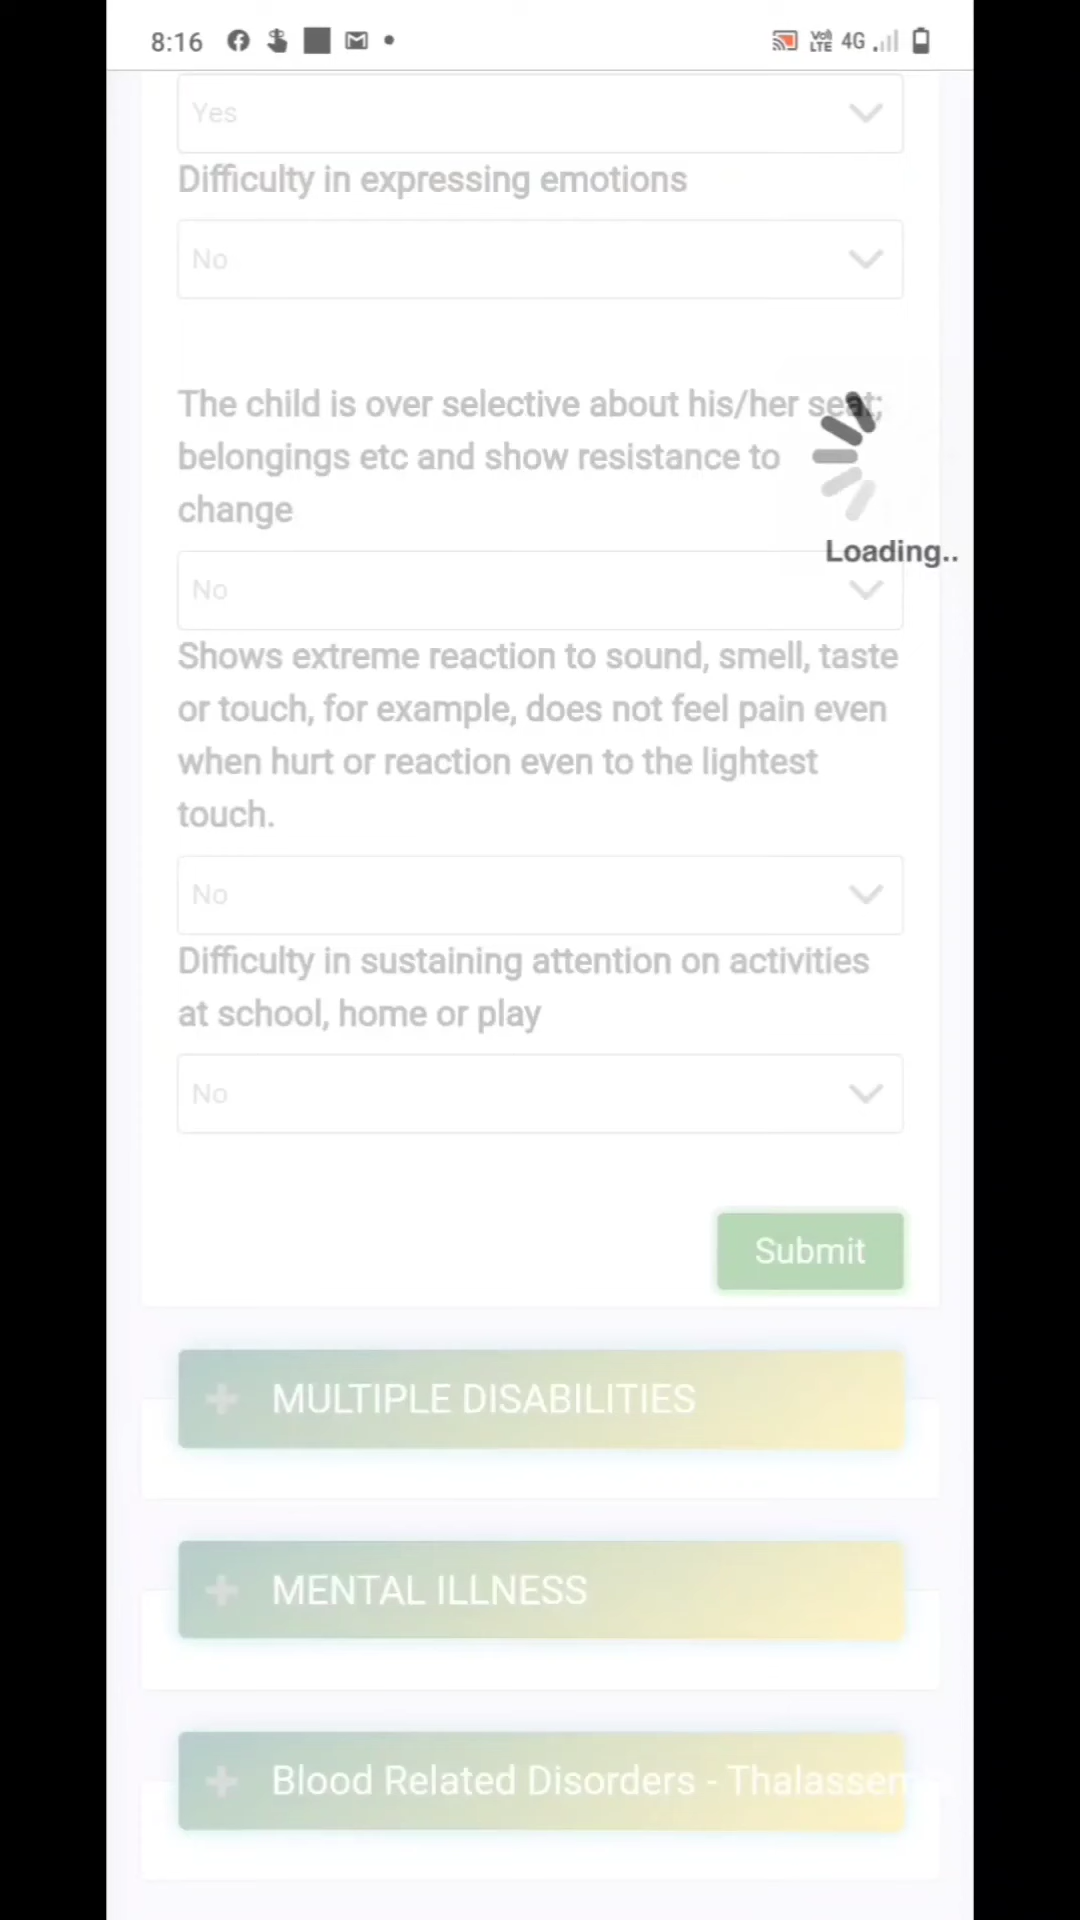 8:16 Vo) LTE 4G
Yes
Difficulty in expressing emotions
No
The child is over selective about his/her seat;
belongings etc and show resistance to
change
Loading..
No
Shows extreme reaction to sound, smell, taste
or touch, for example, does not feel pain even
when hurt or reaction even to the lightest
touch.
No
Difficulty in sustaining attention on activities
at school, home or play
No
Submit
MULTIPLE DISABILITIES
MENTAL ILLNESS
Blood Related Disorders - Thalassem